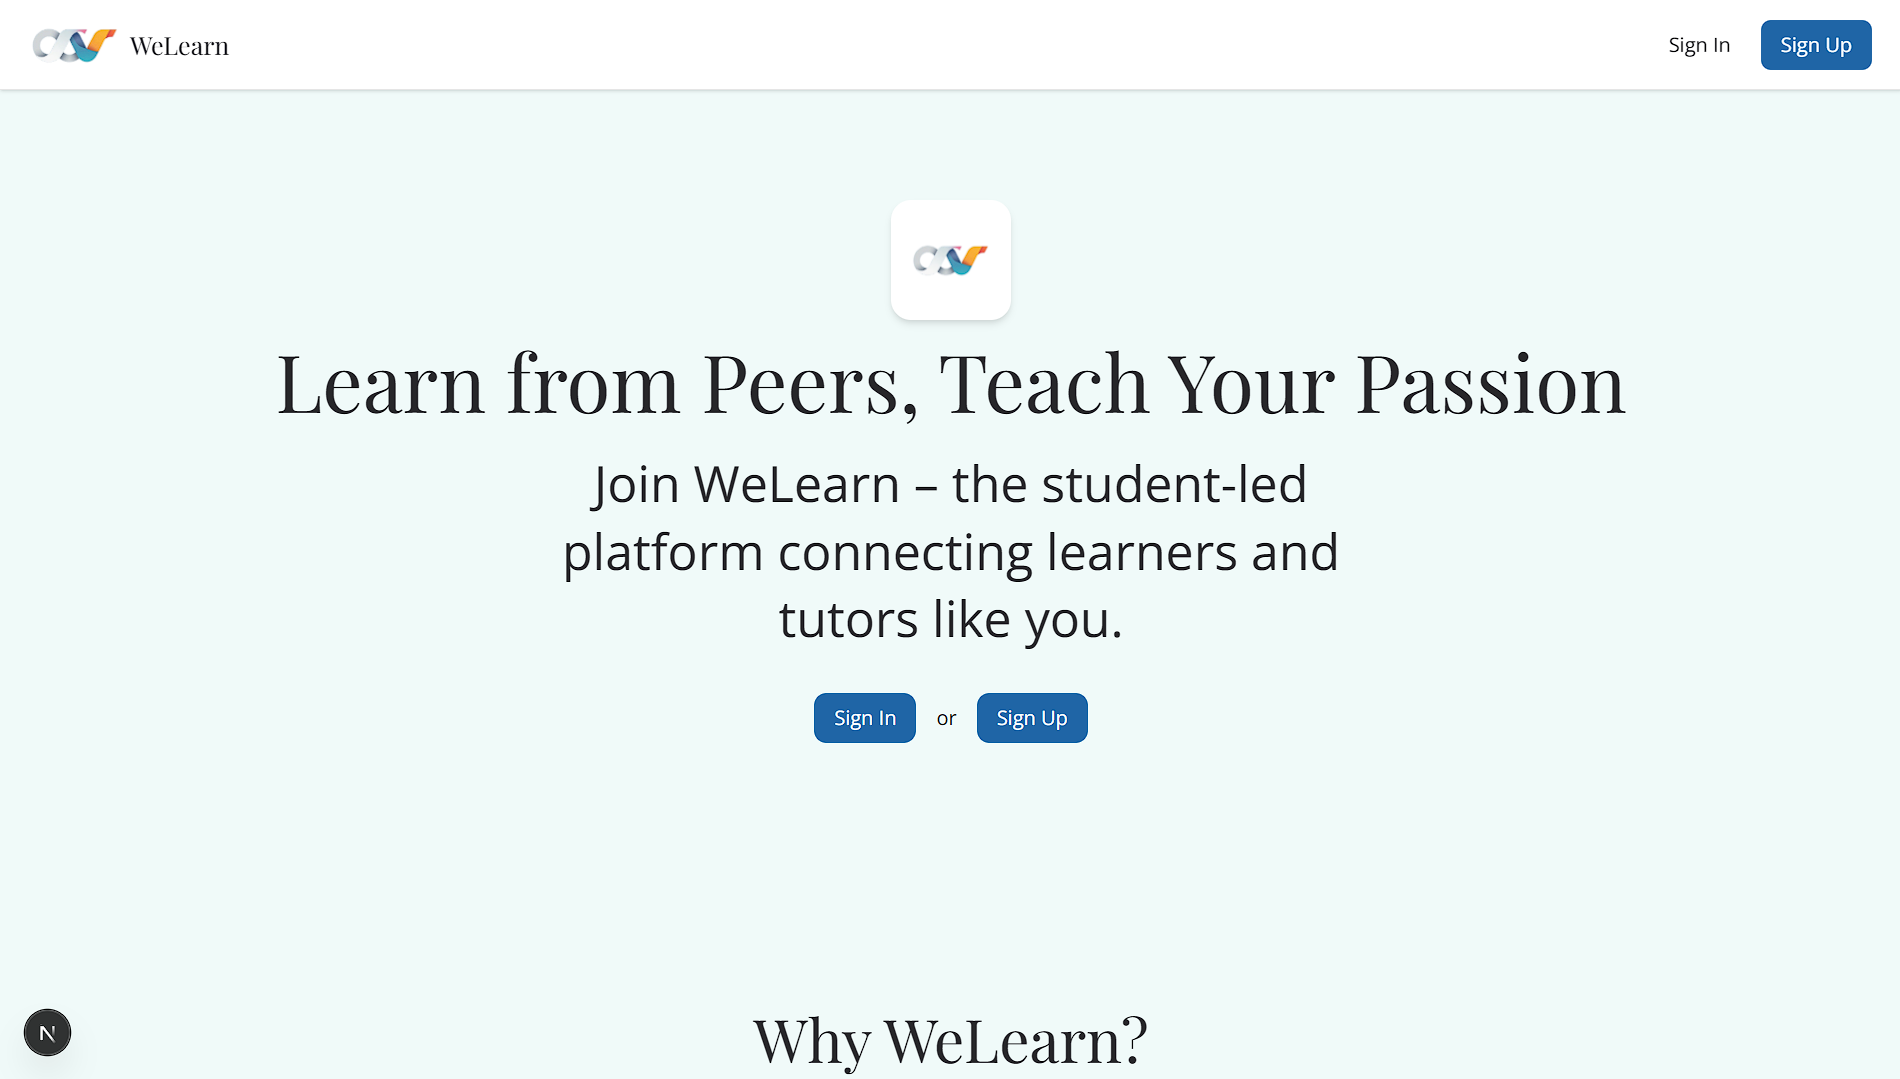 WeLearn
Sign In
Sign Up
Learn from Peers, Teach Your Passion
Join WeLearn – the student-led
platform connecting learners and
tutors like you.
Sign In or Sign Up
Why WeLearn?
N